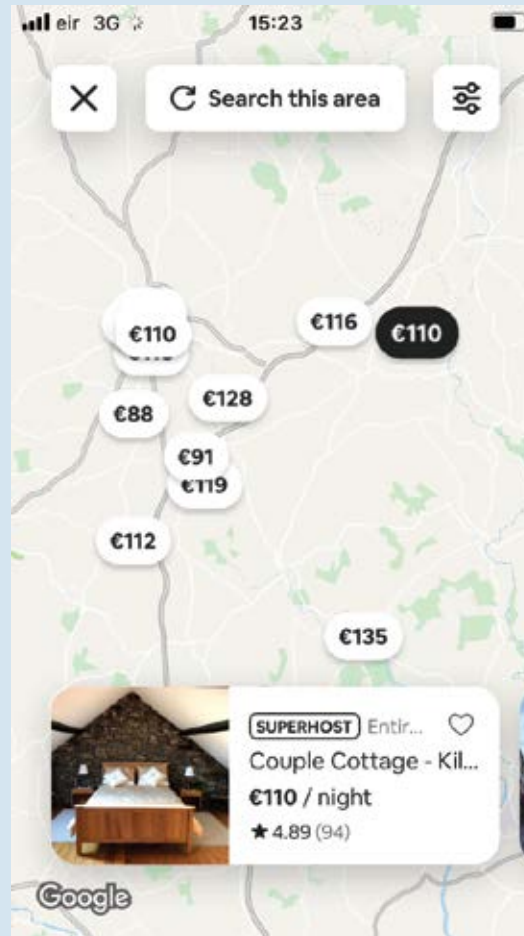 eir 3G 15:23
Search this area
€116
€110
€110
€128
€88
€91
€119
€112
€135
SUPERHOST Entir...
Couple Cottage - Kil...
€110 / night
★ 4.89 (94)
Google